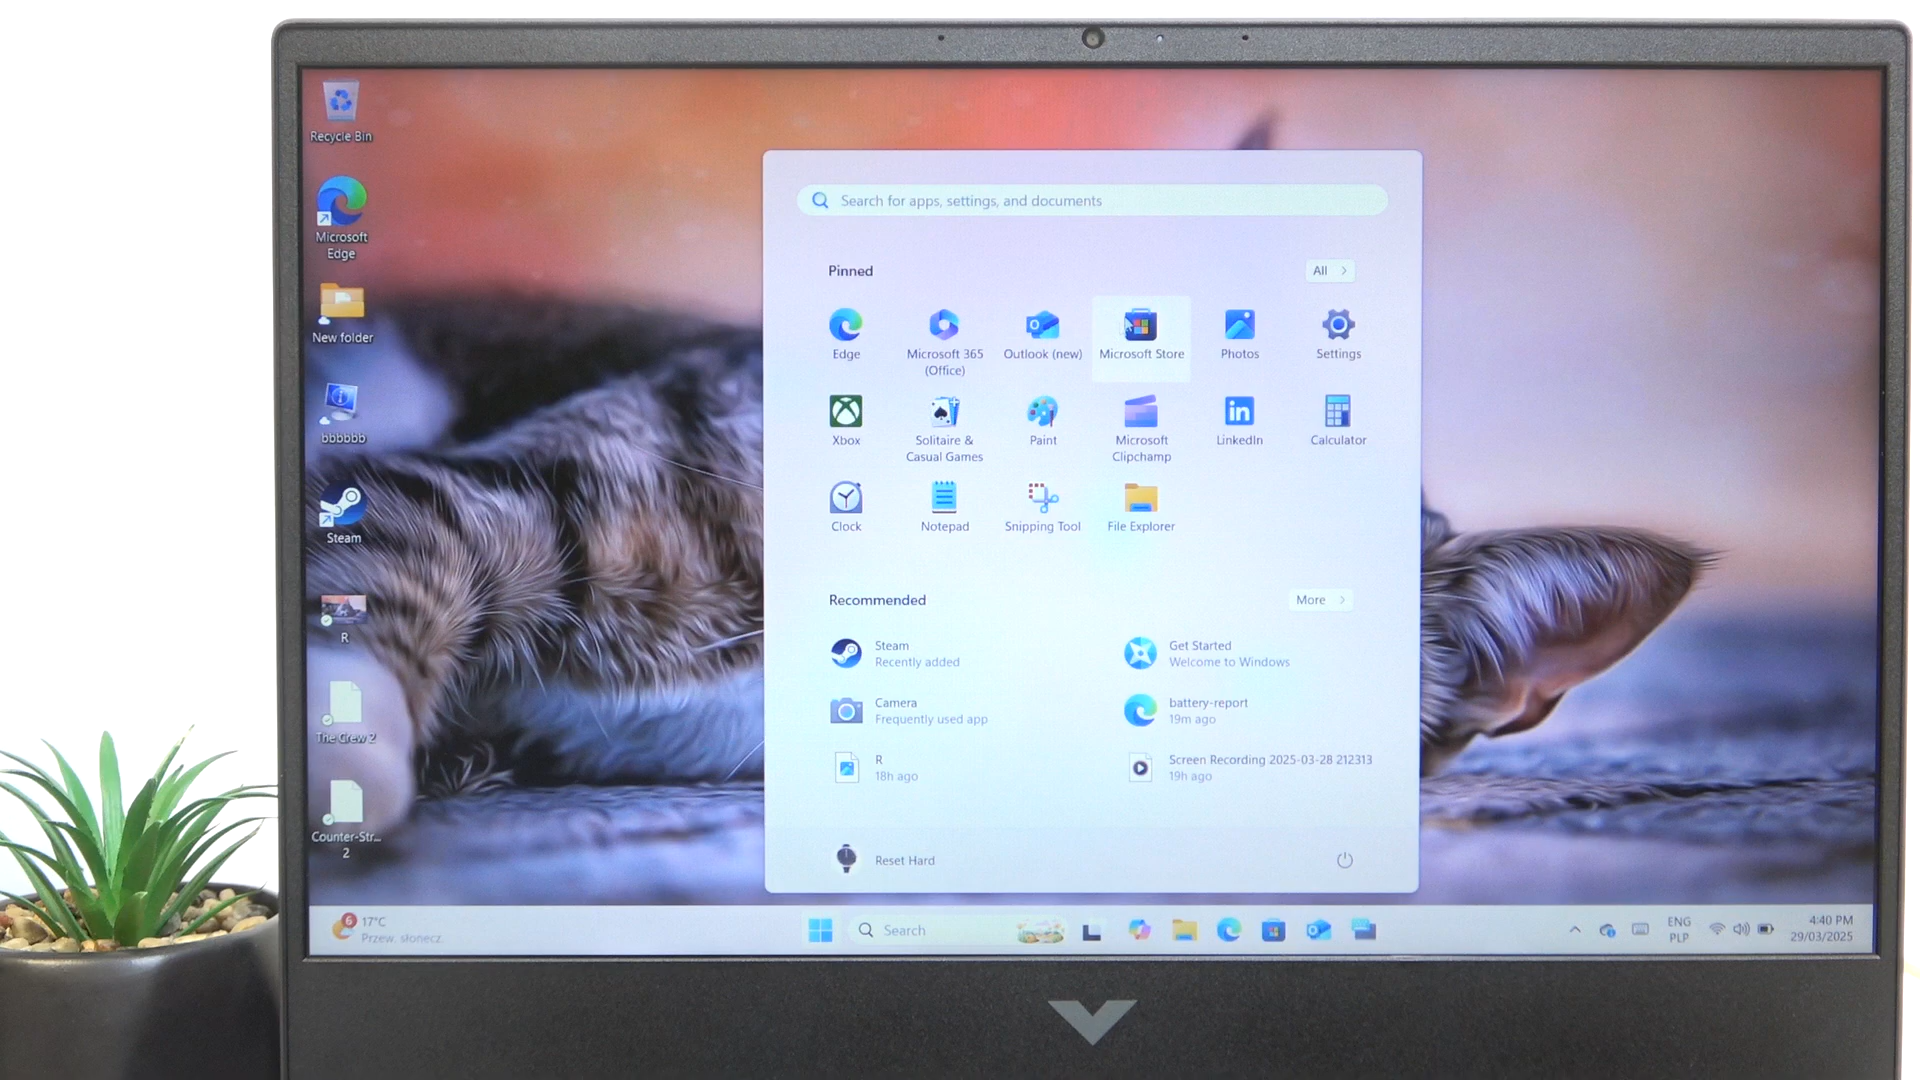 Recycle Bin
Microsoft
Edge
New folder
bbbbbb
Steam
R
The Crew 2
Counter-Str...
2
Search for apps, settings, and documents
Pinned
All
Edge
Microsoft 365
(Office)
Outlook (new)
Microsoft Store
Photos
Settings
Xbox
Solitaire &
Casual Games
Paint
Microsoft
Clipchamp
LinkedIn
Calculator
Clock
Notepad
Snipping Tool
File Explorer
Recommended
More
Steam
Recently added
Get Started
Welcome to Windows
Camera
Frequently used app
battery-report
19m ago
R
18h ago
Screen Recording 2025-03-28 212313
19h ago
Reset Hard
6
17°C
Przew. słonecz.
Search
ENG
PLP
4:40 PM
29/03/2025